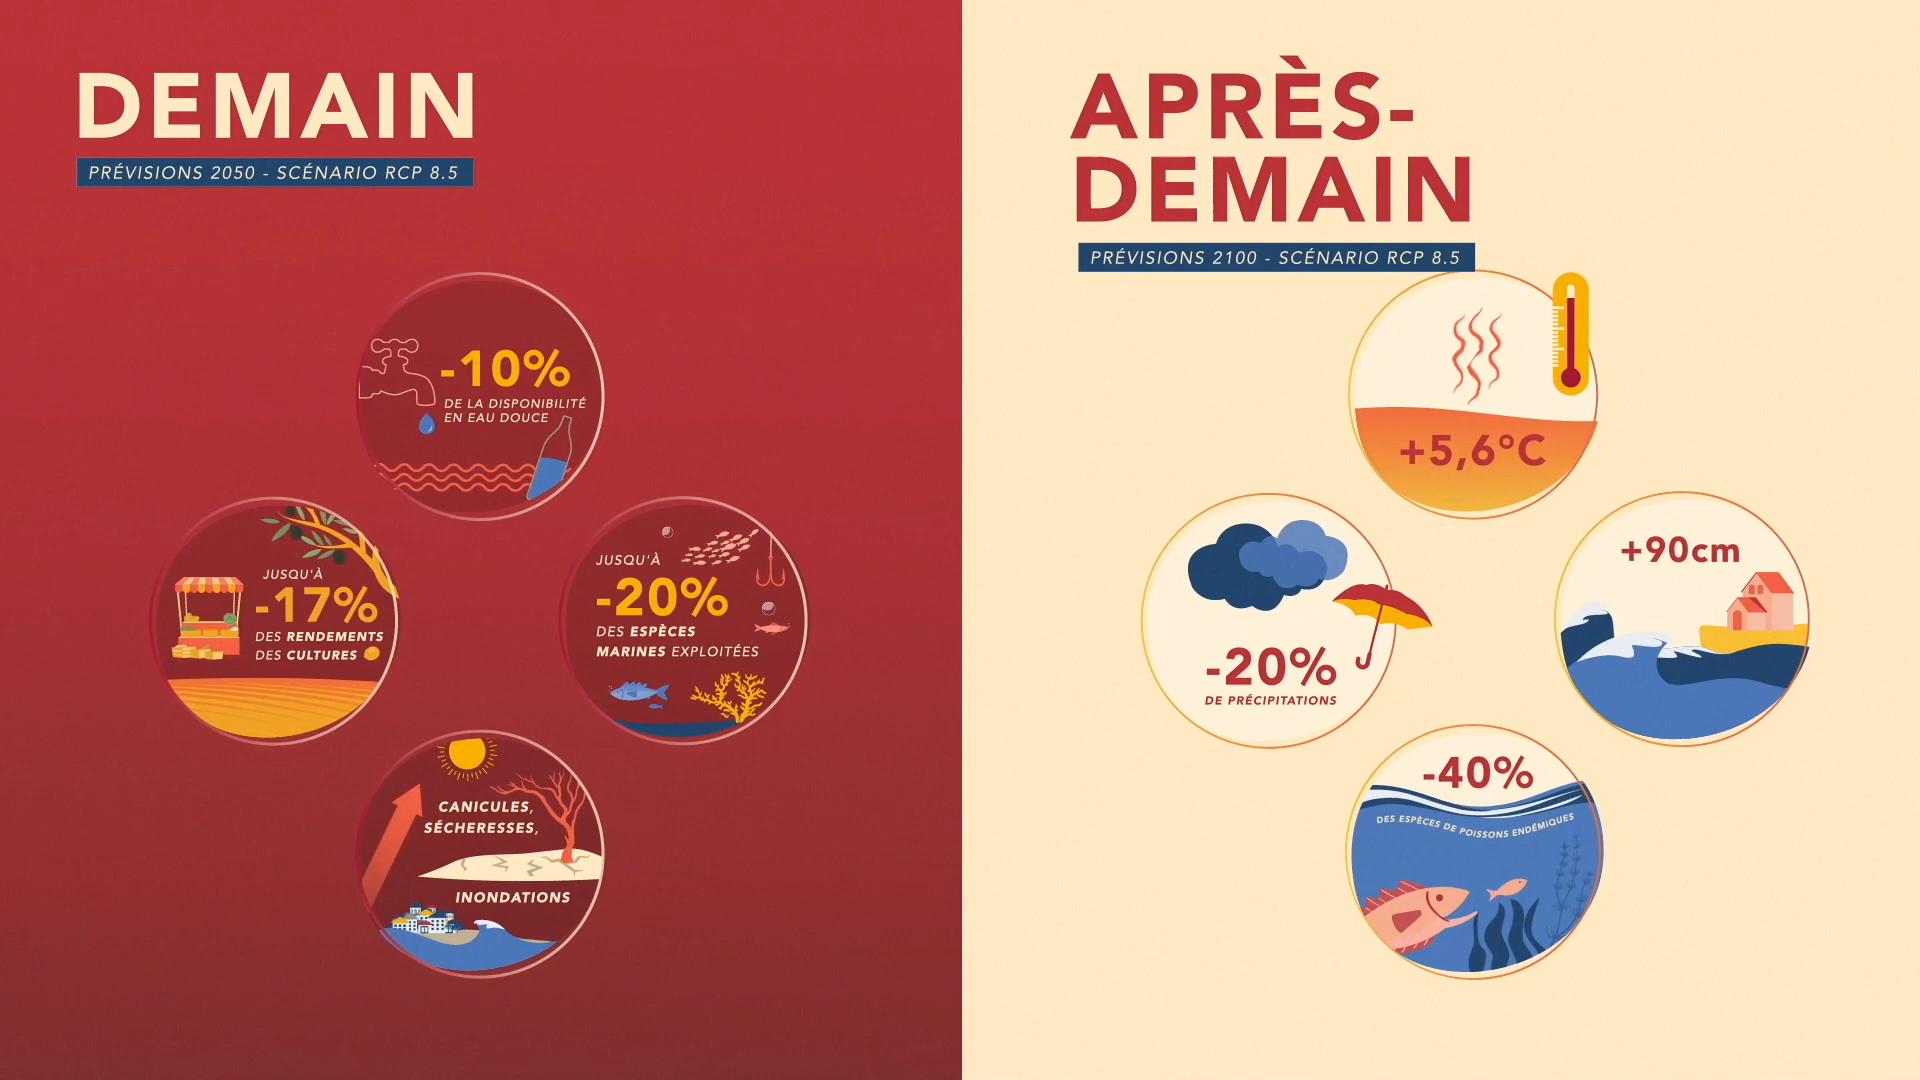 DEMAIN
PRÉVISIONS 2050 - SCÉNARIO RCP 8.5
-10%
DE LA DISPONIBILITÉ
EN EAU DOUCE
JUSQU'À
-17%
DES RENDEMENTS
DES CULTURES
JUSQU'À
-20%
DES ESPÈCES
MARINES EXPLOITÉES
CANICULES,
SÉCHERESSES,
INONDATIONS
APRÈS-
DEMAIN
PRÉVISIONS 2100 - SCÉNARIO RCP 8.5
+5,6°C
-20%
DE PRÉCIPITATIONS
+90cm
-40%
DES ESPÈCES DE POISSONS ENDÉMIQUES